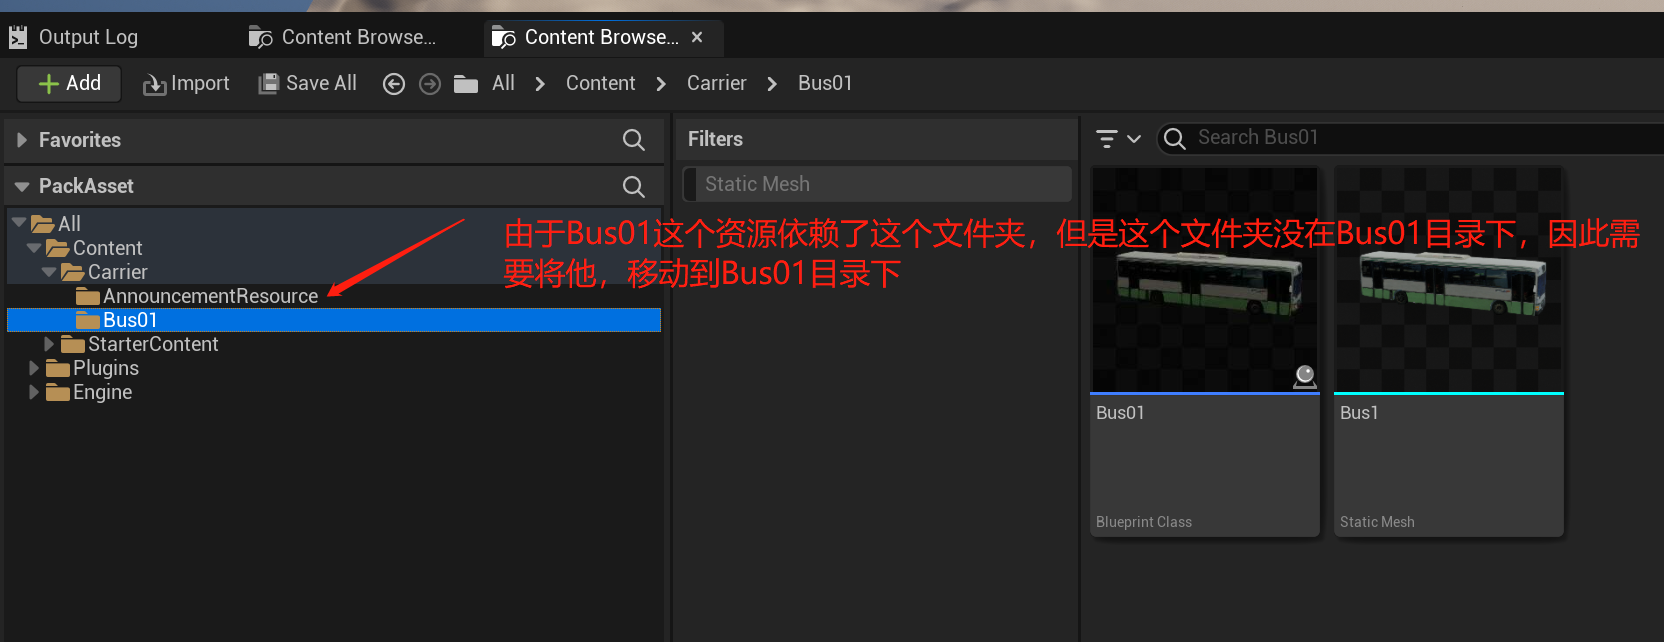 Output Log
Content Browse...
Content Browse...
Add
Import
Save All
All
Content
Carrier
Bus01
Favorites
PackAsset
All
Content
Carrier
AnnouncementResource
Bus01
StarterContent
Plugins
Engine
Filters
Static Mesh
Search Bus01
由于Bus01这个资源依赖了这个文件夹，但是这个文件夹没在Bus01目录下，因此需
要将他，移动到Bus01目录下
Bus01
Blueprint Class
Bus1
Static Mesh